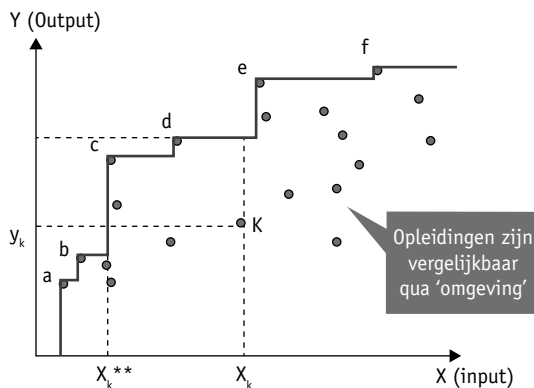 Y (Output)
f
e
d
c
K
y_k
b
a
Opleidingen zijn
vergelijkbaar
qua ‘omgeving’
X_k**
X_k
X (input)